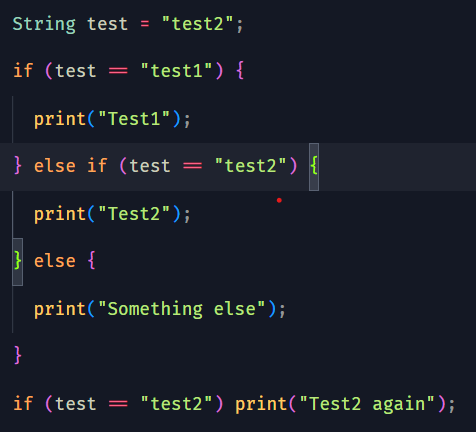 String test = "test2";
if (test == "test1") {
print("Test1");
} else if (test == "test2") {
print("Test2");
} else {
print("Something else");
}
if (test == "test2") print("Test2 again");